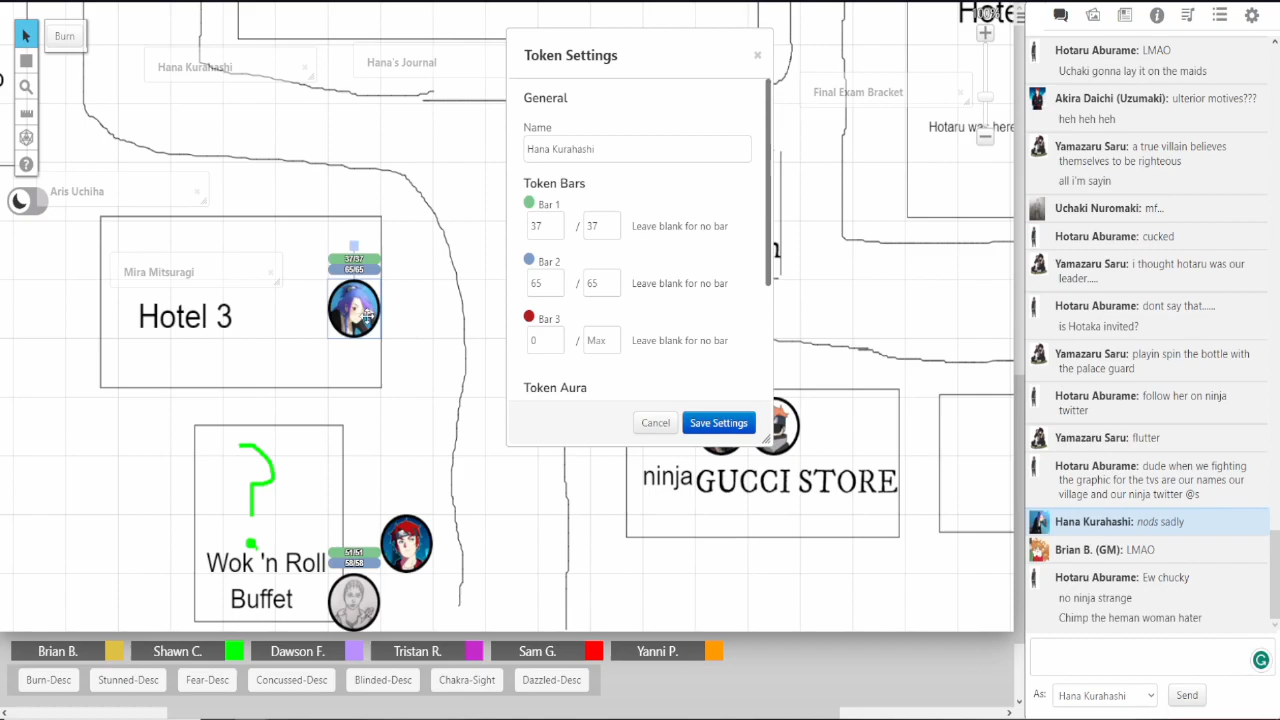 Burn
Hana Kurahashi
Hana's Journal
Final Exam Bracket
Hotaru was here
Aris Uchiha
Mira Mitsuragi
Hotel 3
37/37
65/65
Wok 'n Roll
Buffet
51/51
58/58
ninja GUCCI STORE
100%
Token Settings
General
Name
Hana Kurahashi
Token Bars
Bar 1
37 / 37 Leave blank for no bar
Bar 2
65 / 65 Leave blank for no bar
Bar 3
0 / Max Leave blank for no bar
Token Aura
Cancel Save Settings
Hotaru Aburame: LMAO
Uchaki gonna lay it on the maids
Akira Daichi (Uzumaki): ulterior motives???
heh heh heh
Yamazaru Saru: a true villain believes
themselves to be righteous
all i'm sayin
Uchaki Nuromaki: mf...
Hotaru Aburame: cucked
Yamazaru Saru: i thought hotaru was our
leader.....
Hotaru Aburame: dont say that......
is Hotaka invited?
Yamazaru Saru: playin spin the bottle with
the palace guard
Hotaru Aburame: follow her on ninja
twitter
Yamazaru Saru: flutter
Hotaru Aburame: dude when we fighting
the graphic for the tvs are our names our
village and our ninja twitter @s
Hana Kurahashi: nods sadly
Brian B. (GM): LMAO
Hotaru Aburame: Ew chucky
no ninja strange
Chimp the heman woman hater
As: Hana Kurahashi Send
Brian B. Shawn C. Dawson F. Tristan R. Sam G. Yanni P.
Burn-Desc Stunned-Desc Fear-Desc Concussed-Desc Blinded-Desc Chakra-Sight Dazzled-Desc